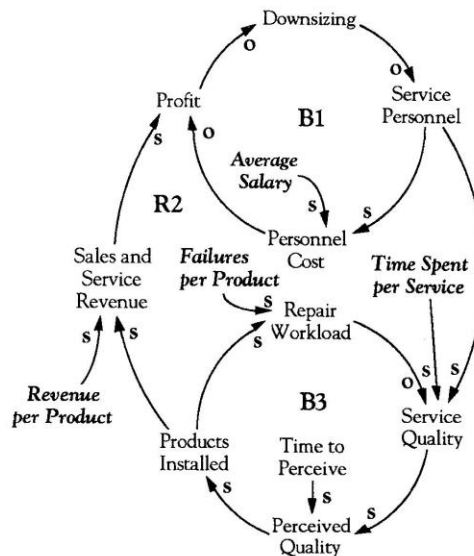 Downsizing
o
o
Profit
Service
Personnel
s
o
B1
Average
Salary
R2
s
s
Personnel
Cost
Sales and
Service
Revenue
Failures
per Product
Time Spent
per Service
s
Repair
Workload
s
s
s
Revenue
per Product
o
s
s
B3
Service
Quality
Products
Installed
Time to
Perceive
s
s
s
Perceived
Quality